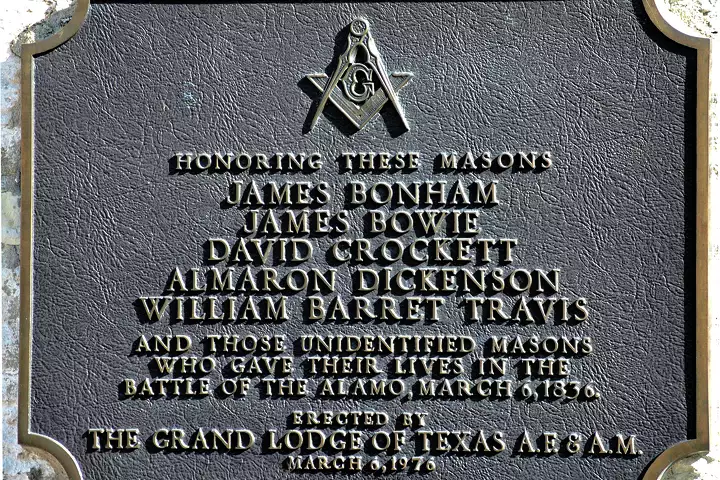 G
HONORING THESE MASONS
JAMES BONHAM
JAMES BOWIE
DAVID CROCKETT
ALMARON DICKENSON
WILLIAM BARRET TRAVIS
AND THOSE UNIDENTIFIED MASONS
WHO GAVE THEIR LIVES IN THE
BATTLE OF THE ALAMO, MARCH 6, 1836.
ERECTED BY
THE GRAND LODGE OF TEXAS A.F. & A.M.
MARCH 6, 1976